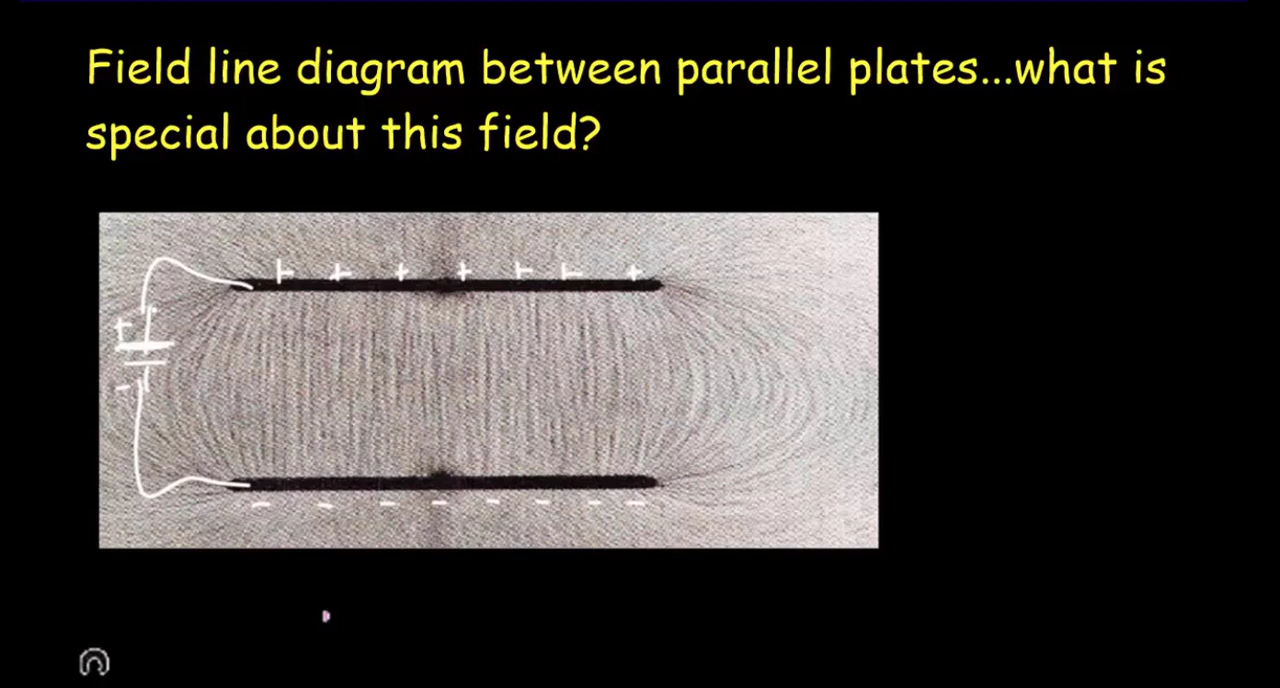 Field line diagram between parallel plates...what is
special about this field?
+ + + + + + +
+
-
- - - - - - - -